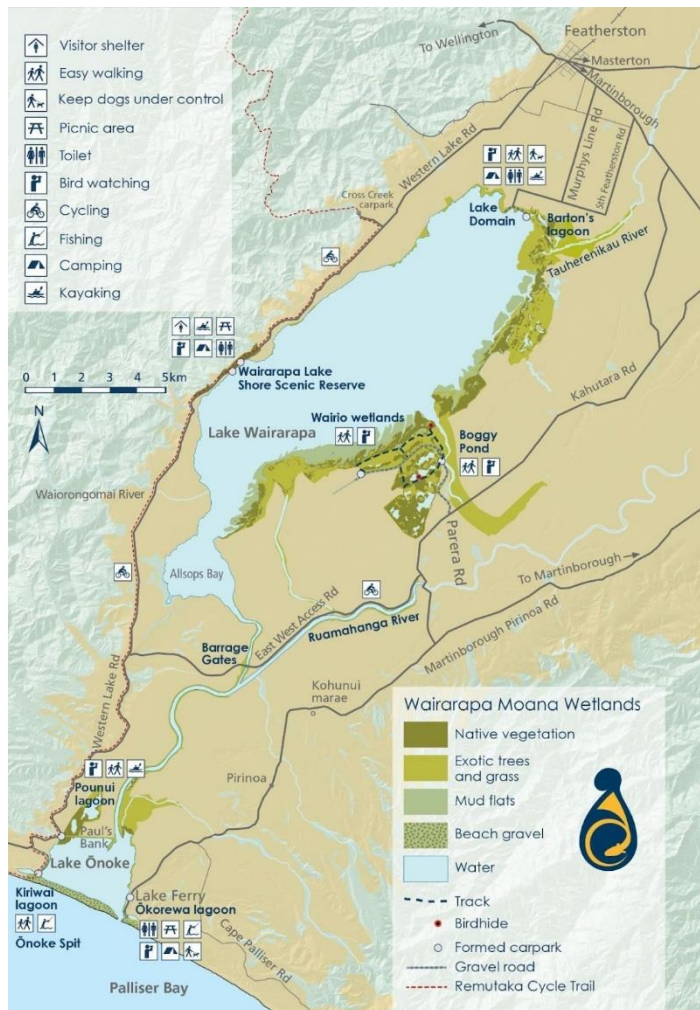 Visitor shelter
Easy walking
Keep dogs under control
Picnic area
Toilet
Bird watching
Cycling
Fishing
Camping
Kayaking
0 1 2 3 4 5km
N
To Wellington
Featherston
Masterton
Martinborough
Western Lake Rd
Murphys Line Rd
Sth Featherston Rd
Cross Creek
carpark
Lake
Domain
Barton's
lagoon
Tauherenikau River
Wairarapa Lake
Shore Scenic Reserve
Kahutara Rd
Lake Wairarapa
Wairio wetlands
Boggy
Pond
Waiorongomai River
Parera Rd
Allsops Bay
To Martinborough
East West Access Rd
Ruamahanga River
Martinborough Pirinoa Rd
Barrage
Gates
Western Lake Rd
Kohunui
marae
Pirinoa
Pounui
lagoon
Paul's
Bank
Lake Ōnoke
Kiriwai
lagoon
Ōnoke Spit
Lake Ferry
Ōkorewa lagoon
Cape Palliser Rd
Palliser Bay
Wairarapa Moana Wetlands
Native vegetation
Exotic trees
and grass
Mud flats
Beach gravel
Water
Track
Birdhide
Formed carpark
Gravel road
Remutaka Cycle Trail